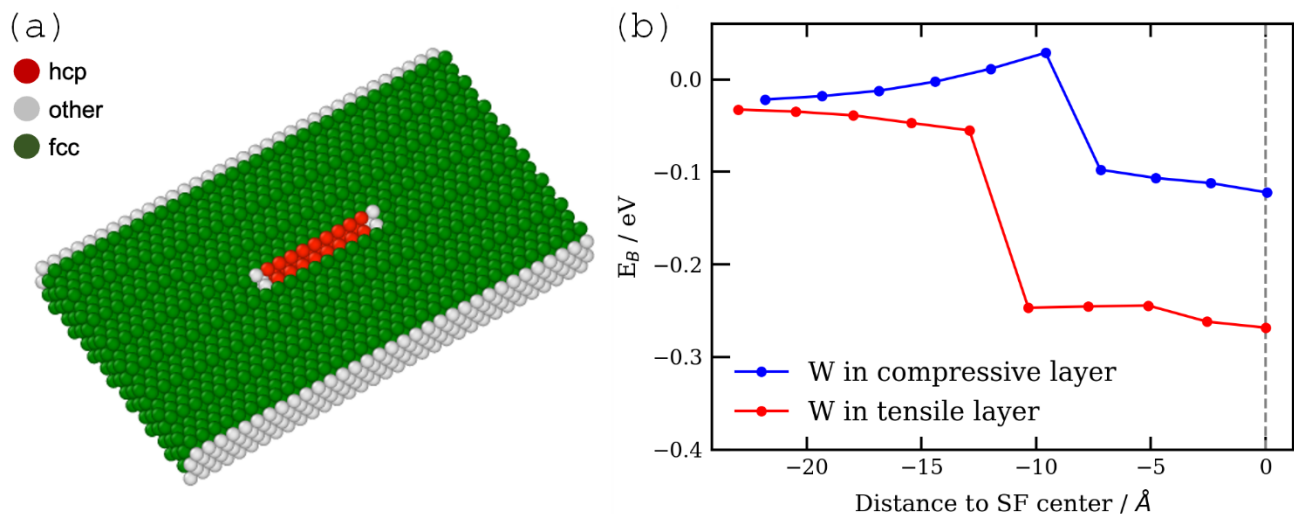 (a)
hcp
other
fcc
(b)
E_B / eV
0.0
−0.1
−0.2
−0.3
−0.4
W in compressive layer
W in tensile layer
−20 −15 −10 −5 0
Distance to SF center / Å